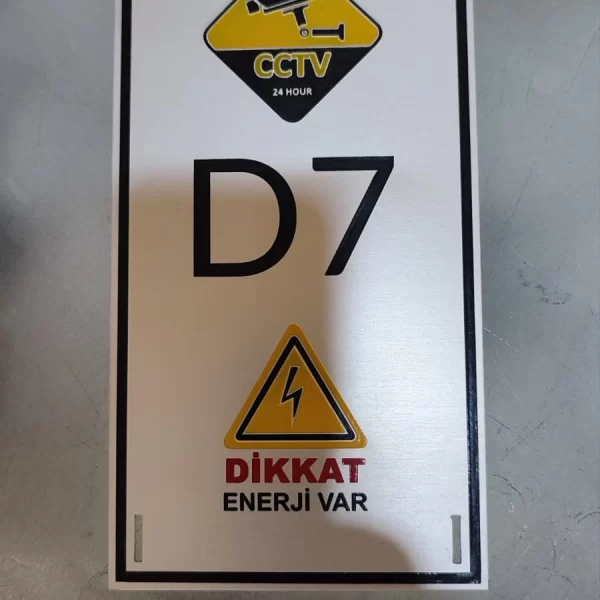 CCTV
24 HOUR
D7
DİKKAT
ENERJİ VAR